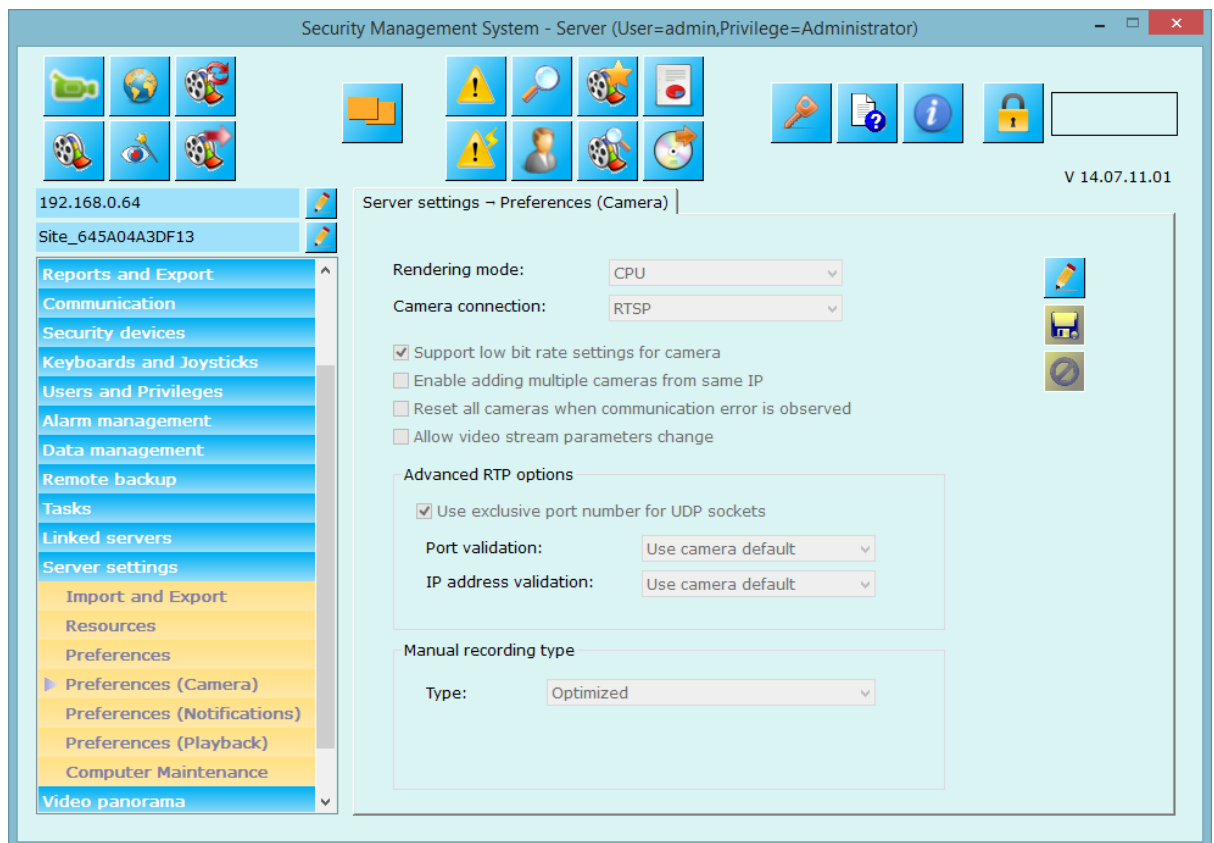 Security Management System - Server (User=admin,Privilege=Administrator)
V 14.07.11.01
192.168.0.64
Site_645A04A3DF13
Reports and Export
Communication
Security devices
Keyboards and Joysticks
Users and Privileges
Alarm management
Data management
Remote backup
Tasks
Linked servers
Server settings
Import and Export
Resources
Preferences
Preferences (Camera)
Preferences (Notifications)
Preferences (Playback)
Computer Maintenance
Video panorama
Server settings – Preferences (Camera)
Rendering mode: CPU
Camera connection: RTSP
Support low bit rate settings for camera
Enable adding multiple cameras from same IP
Reset all cameras when communication error is observed
Allow video stream parameters change
Advanced RTP options
Use exclusive port number for UDP sockets
Port validation: Use camera default
IP address validation: Use camera default
Manual recording type
Type: Optimized